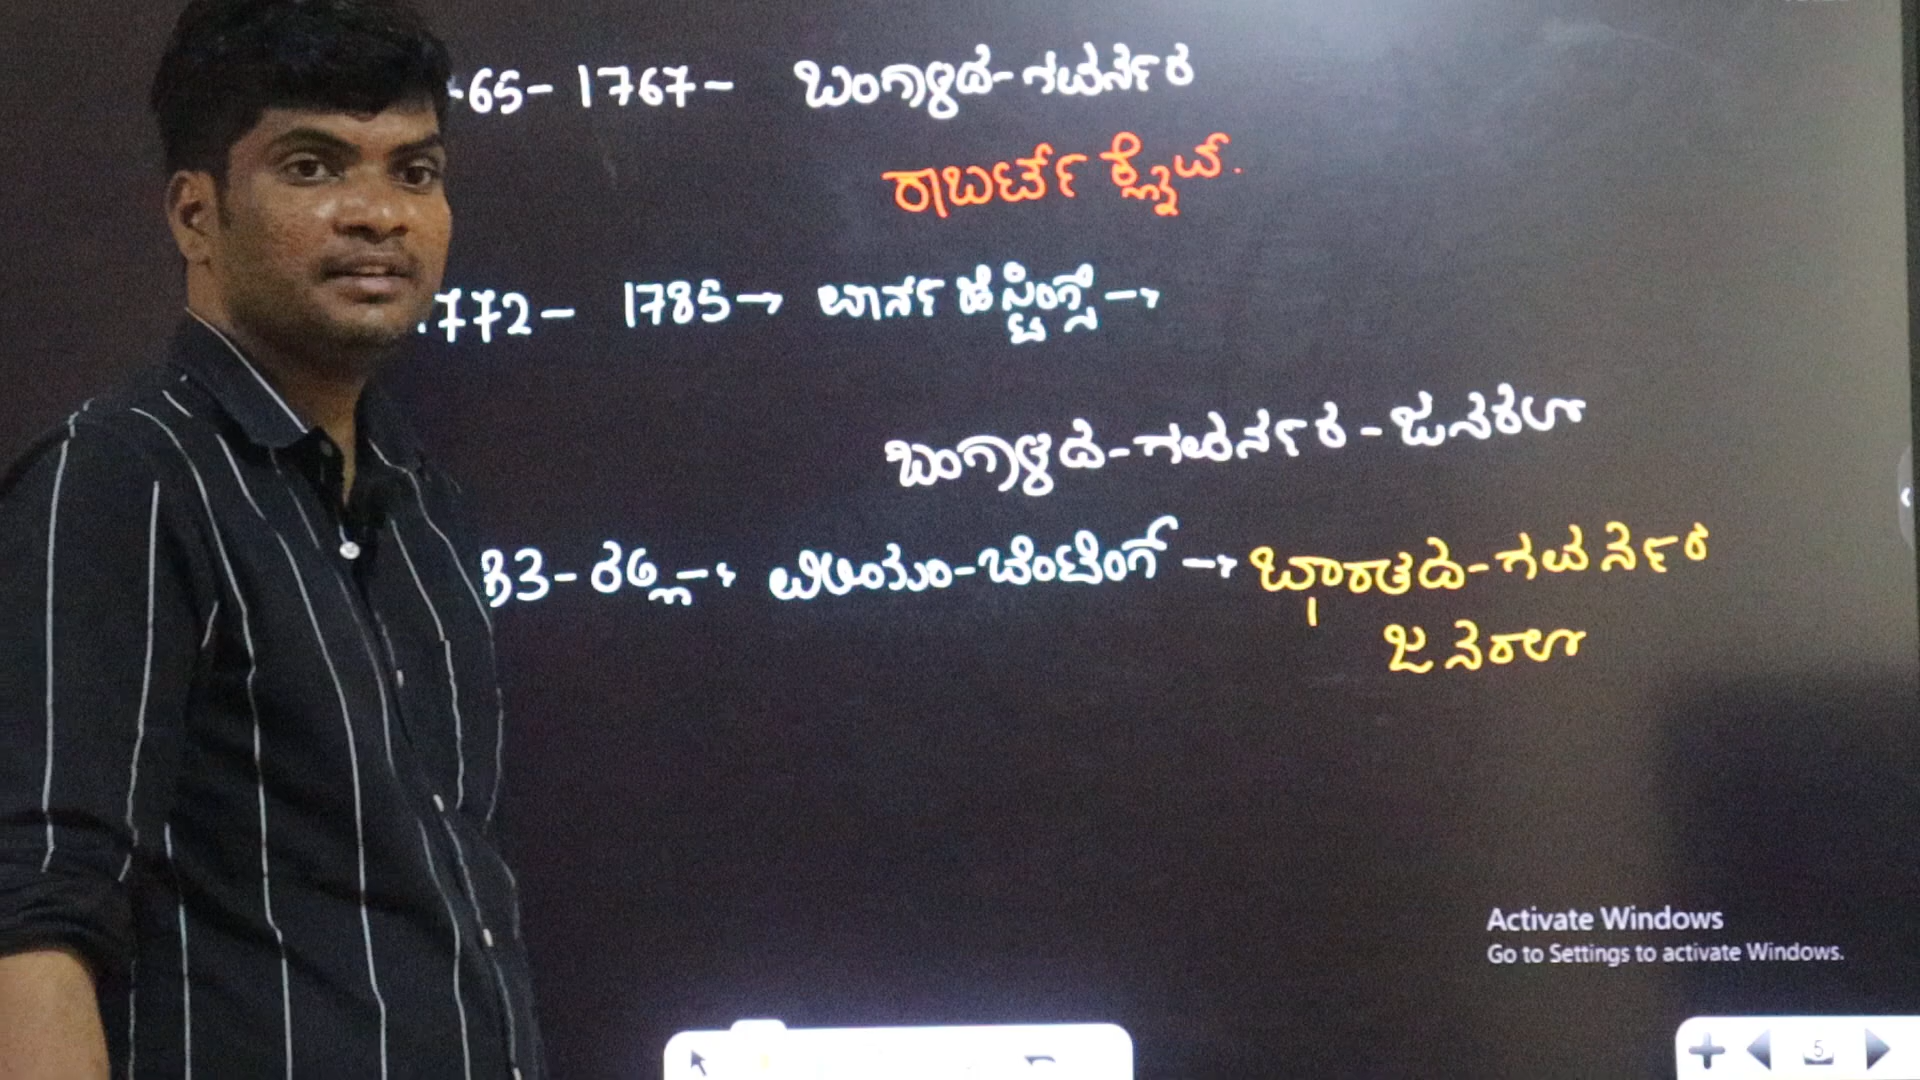 65- 1767- ಬಂಗಾಳದ-ಗವರ್ನರ
ರಾಬರ್ಟ್ ಕ್ಲೈವ್.
772- 1785→ ವಾರ್ನ ಹೆಸ್ಟಿಂಗ್ಸ್ →
ಬಂಗಾಳದ-ಗವರ್ನರ-ಜನರಲ್
33- ರಲ್ಲಿ→ ವಿಲಿಯಂ-ಬೆಂಟಿಂಗ್ → ಭಾರತದ-ಗವರ್ನರ
ಜನರಲ್
Activate Windows
Go to Settings to activate Windows.
5